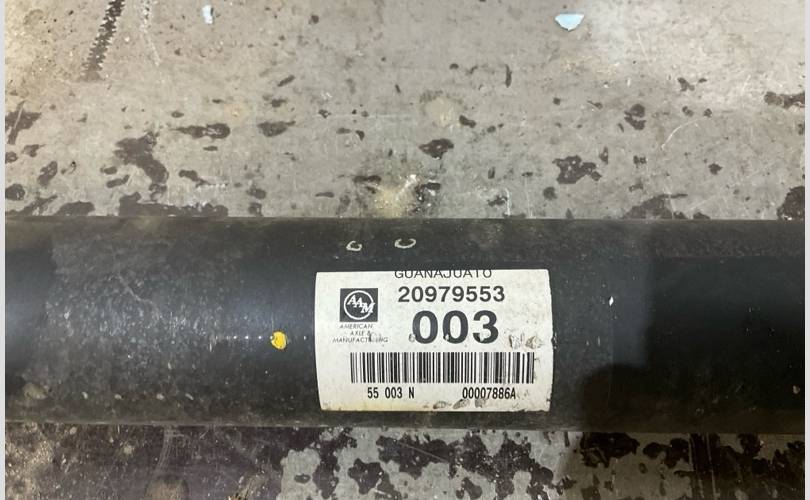 C C
GUANAJUATO
20979553
AAM
AMERICAN
AXLE &
MANUFACTURING
003
55 003 N 00007886A